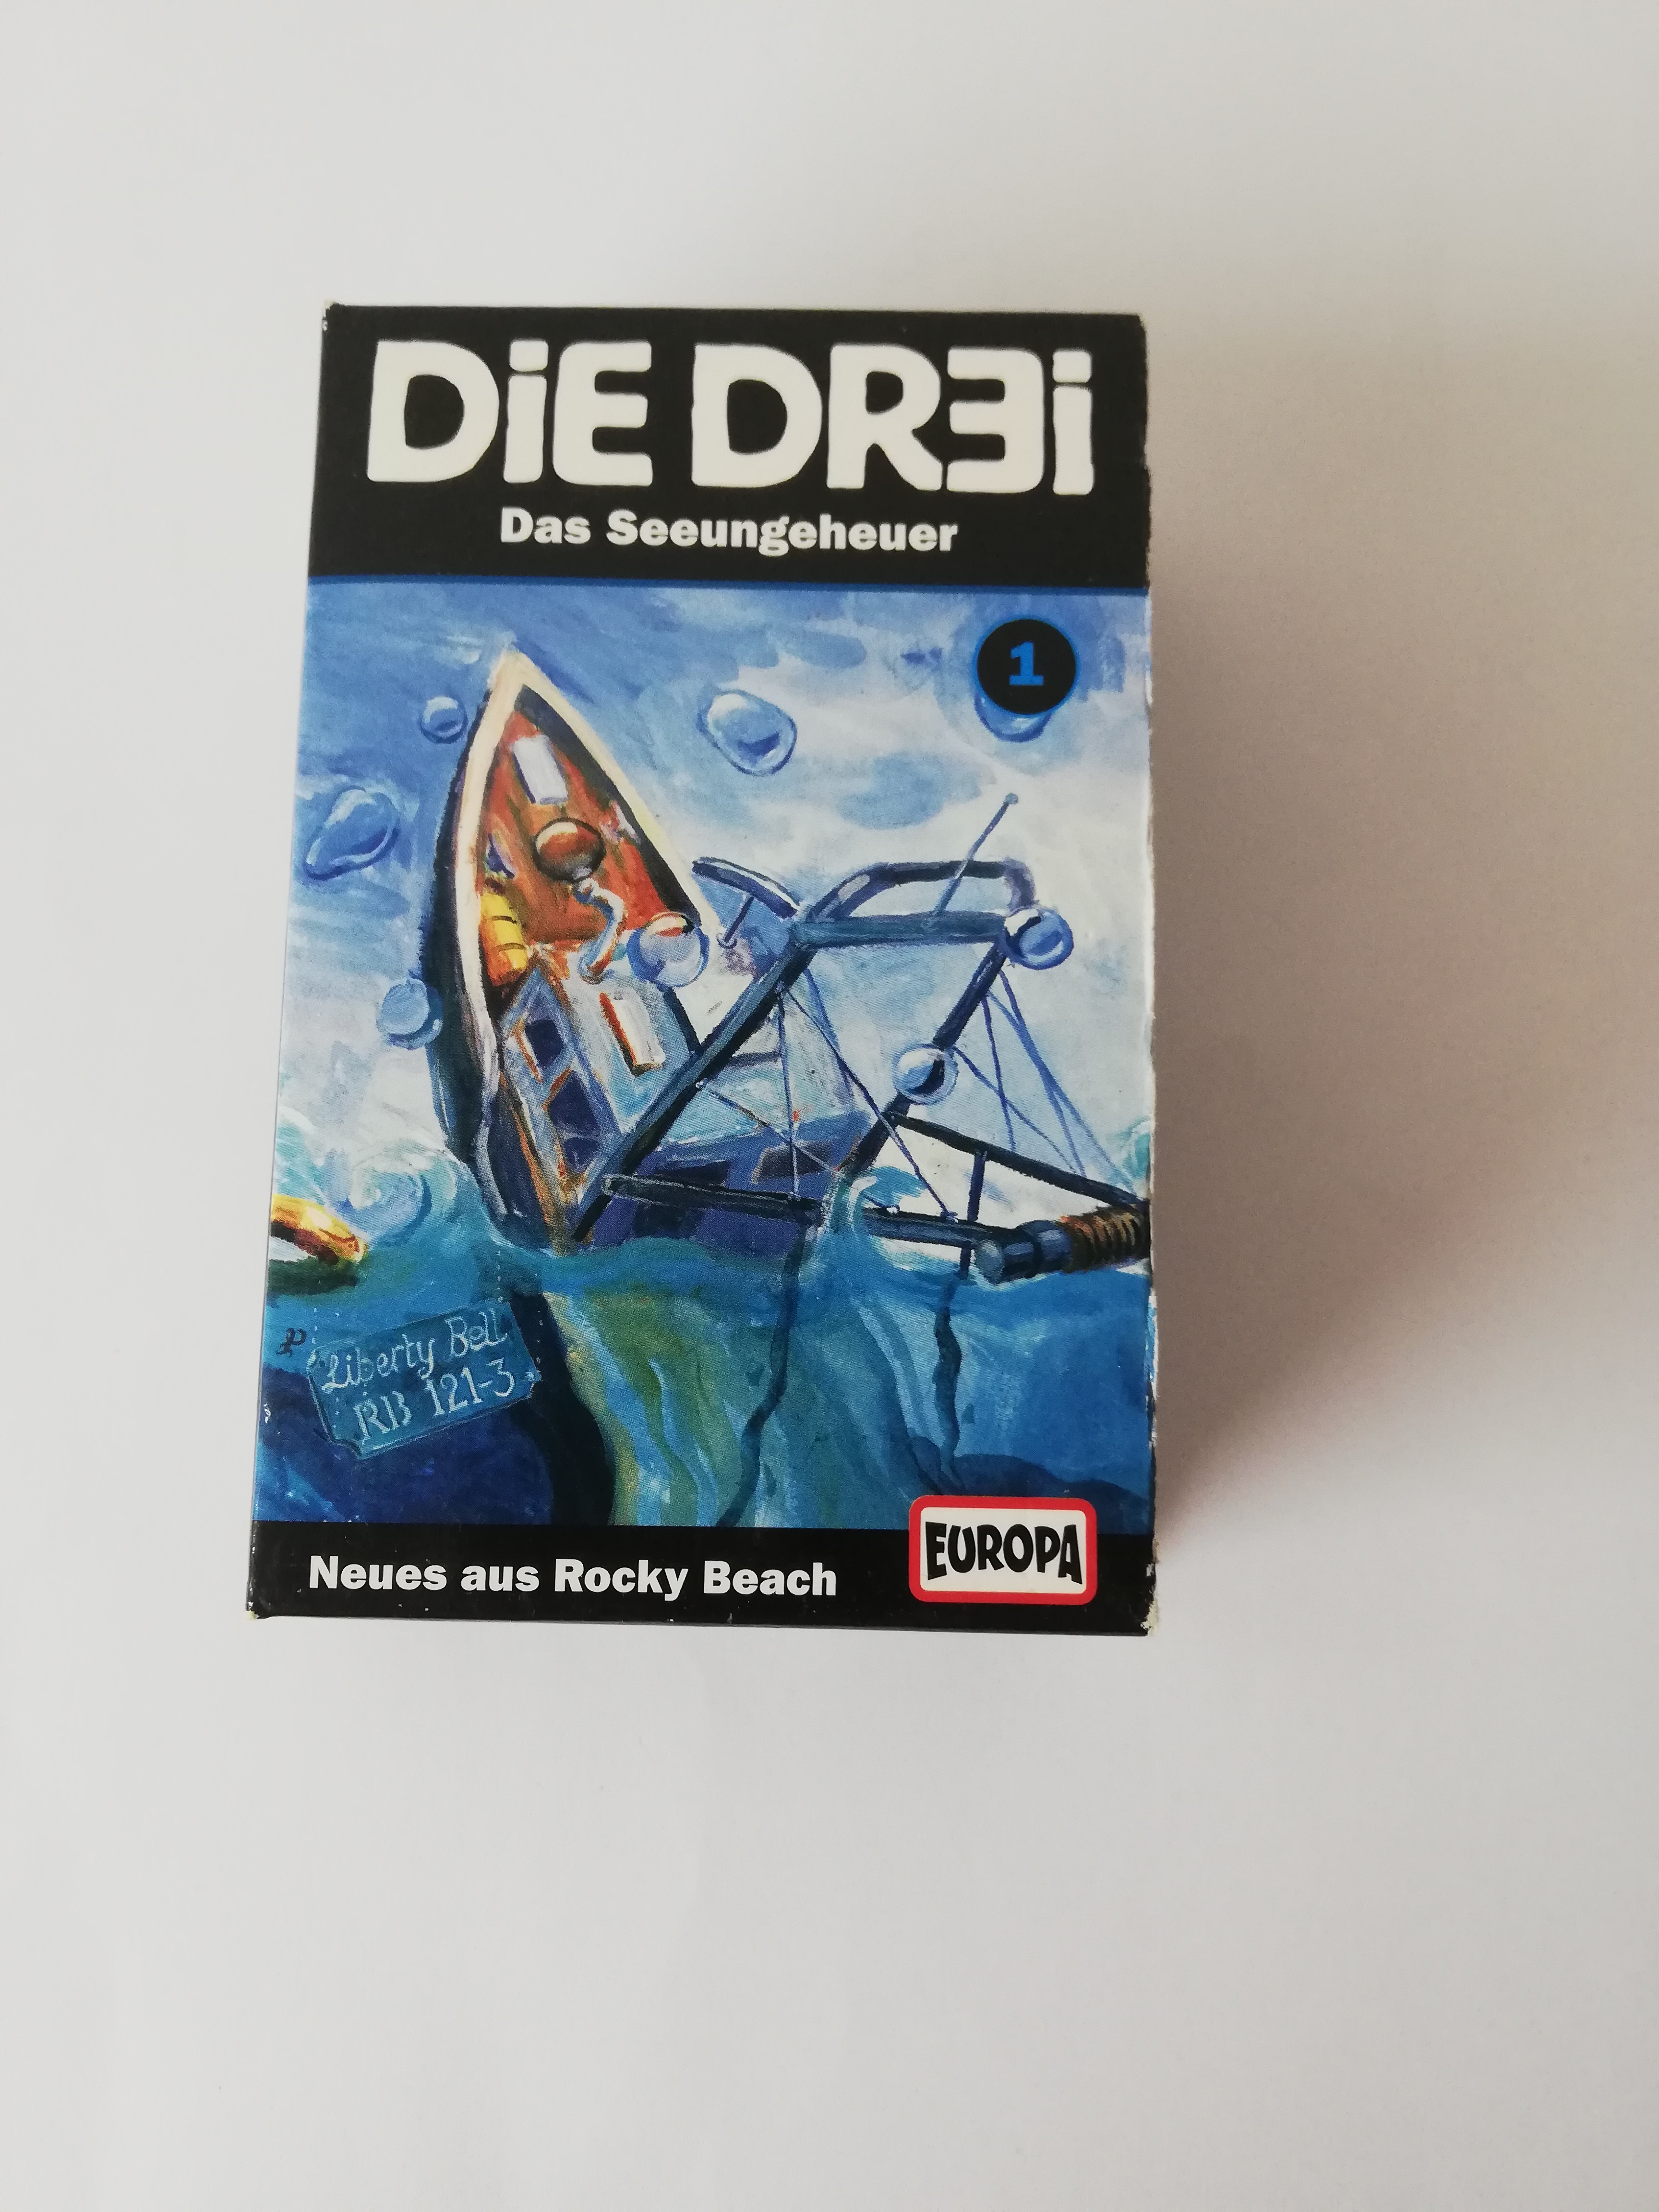 DiE DR3i
Das Seeungeheuer
1
Liberty Bell
RB 121-3
Neues aus Rocky Beach
EUROPA